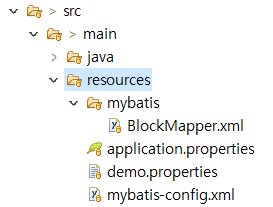 src
main
java
resources
mybatis
BlockMapper.xml
application.properties
demo.properties
mybatis-config.xml